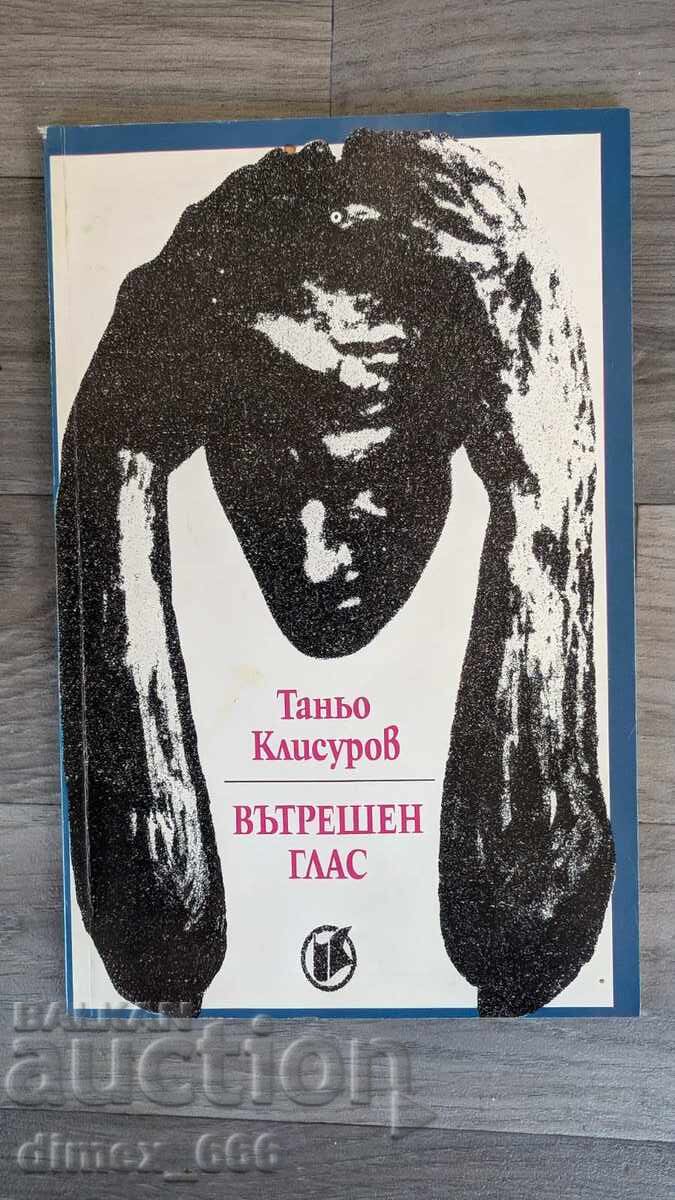 Таньо
Клисуров
ВЪТРЕШЕН
ГЛАС
BALKAN
auction
dimex_666